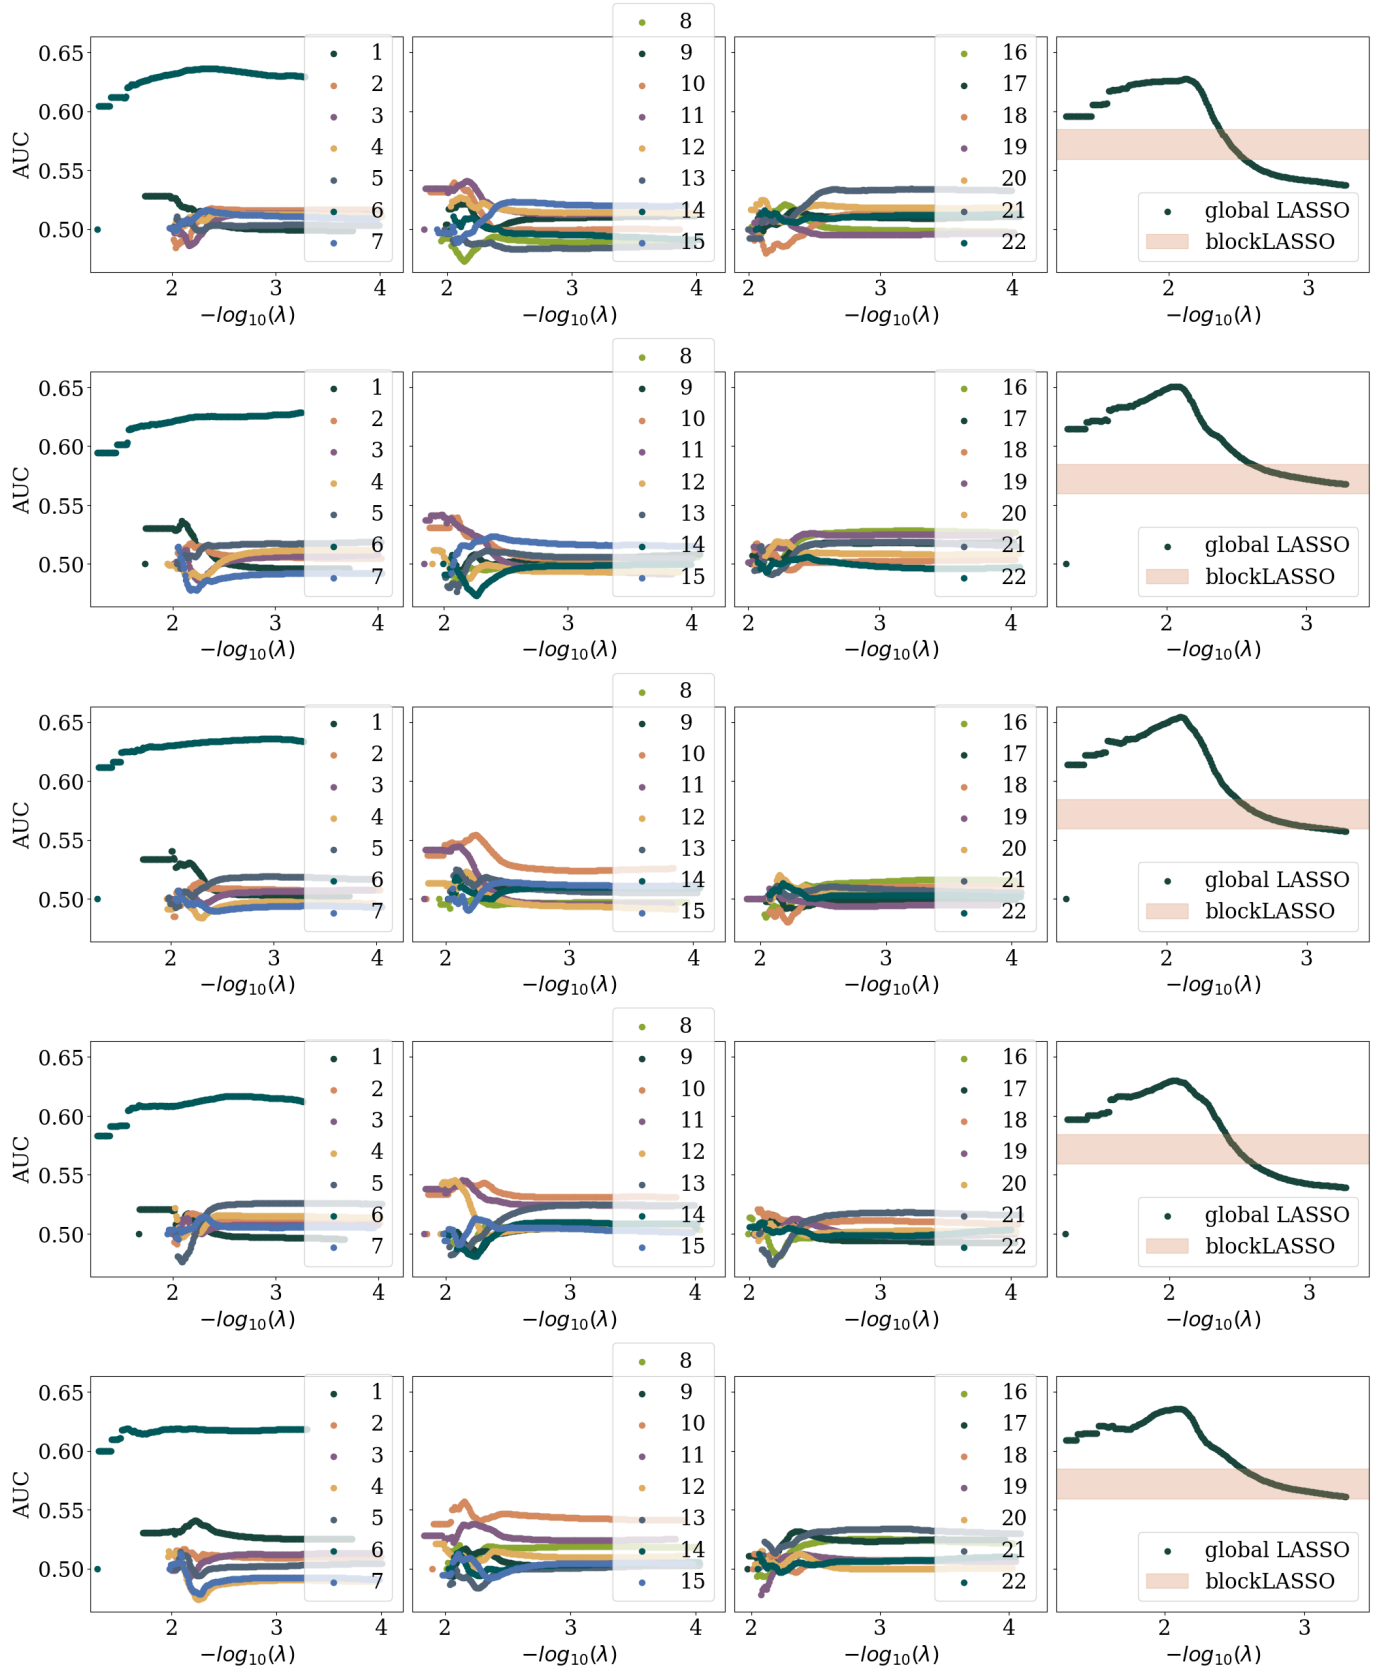 8
0.65
1
9
16
2
10
17
0.60
3
11
18
AUC
4
12
19
0.55
5
13
20
6
14
21
global LASSO
0.50
7
15
22
blockLASSO
2 3 4
2 3 4
2 3 4
2 3
−log10(λ)
−log10(λ)
−log10(λ)
−log10(λ)
8
0.65
1
9
16
2
10
17
0.60
3
11
18
AUC
4
12
19
0.55
5
13
20
6
14
21
global LASSO
0.50
7
15
22
blockLASSO
2 3 4
2 3 4
2 3 4
2 3
−log10(λ)
−log10(λ)
−log10(λ)
−log10(λ)
8
0.65
1
9
16
2
10
17
0.60
3
11
18
AUC
4
12
19
0.55
5
13
20
6
14
21
global LASSO
0.50
7
15
22
blockLASSO
2 3 4
2 3 4
2 3 4
2 3
−log10(λ)
−log10(λ)
−log10(λ)
−log10(λ)
8
0.65
1
9
16
2
10
17
0.60
3
11
18
AUC
4
12
19
0.55
5
13
20
6
14
21
global LASSO
0.50
7
15
22
blockLASSO
2 3 4
2 3 4
2 3 4
2 3
−log10(λ)
−log10(λ)
−log10(λ)
−log10(λ)
8
0.65
1
9
16
2
10
17
0.60
3
11
18
AUC
4
12
19
0.55
5
13
20
6
14
21
global LASSO
0.50
7
15
22
blockLASSO
2 3 4
2 3 4
2 3 4
2 3
−log10(λ)
−log10(λ)
−log10(λ)
−log10(λ)